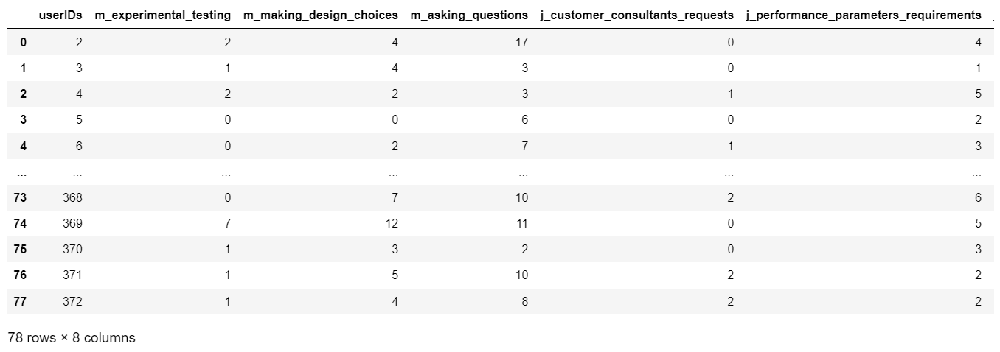 userIDs m_experimental_testing m_making_design_choices m_asking_questions j_customer_consultants_requests j_performance_parameters_requirements
0 2 2 4 17 0 4
1 3 1 4 3 0 1
2 4 2 2 3 1 5
3 5 0 0 6 0 2
4 6 0 2 7 1 3
... ... ... ... ... ... ...
73 368 0 7 10 2 6
74 369 7 12 11 0 5
75 370 1 3 2 0 3
76 371 1 5 10 2 2
77 372 1 4 8 2 2
78 rows × 8 columns